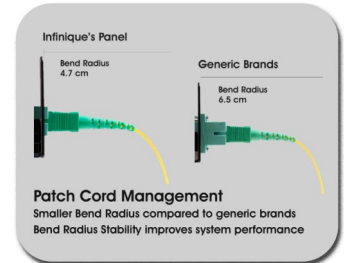 Infinique's Panel
Bend Radius
4.7 cm
Generic Brands
Bend Radius
6.5 cm
Patch Cord Management
Smaller Bend Radius compared to generic brands
Bend Radius Stability improves system performance